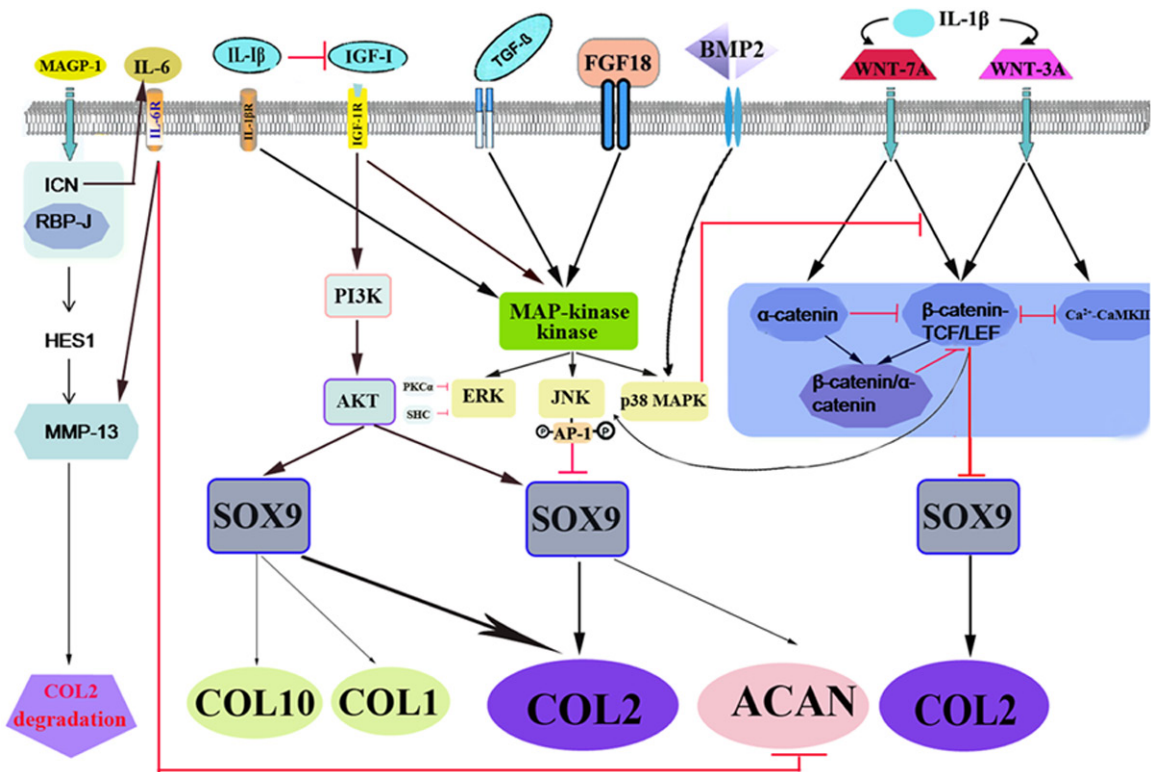 MAGP-1
IL-6
IL-Iβ
IGF-I
TGF-ß
FGF18
BMP2
IL-1β
WNT-7A
WNT-3A
IL-6R
IL-1βR
IGF-1R
ICN
RBP-J
HES1
MMP-13
COL2
degradation
PI3K
AKT
MAP-kinase
kinase
PKCα
SHC
ERK
JNK
p38 MAPK
P
AP-1
P
α-catenin
β-catenin-
TCF/LEF
Ca²⁺-CaMKII
β-catenin/α-
catenin
SOX9
SOX9
SOX9
COL10
COL1
COL2
ACAN
COL2